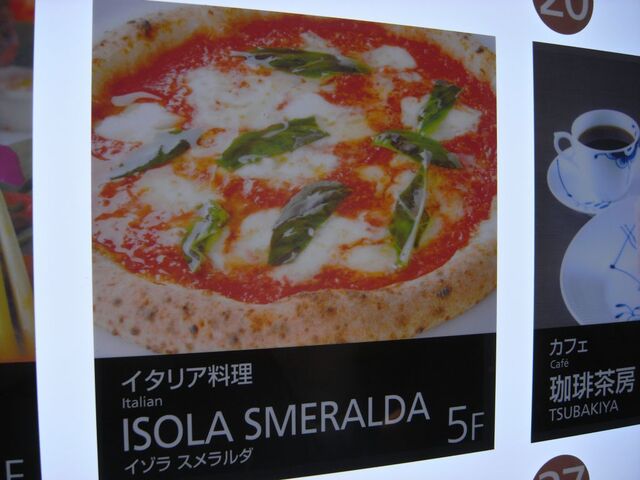 20
イタリア料理
Italian
ISOLA SMERALDA 5F
イゾラ スメラルダ
カフェ
Café
珈琲茶房
TSUBAKIYA
27
F